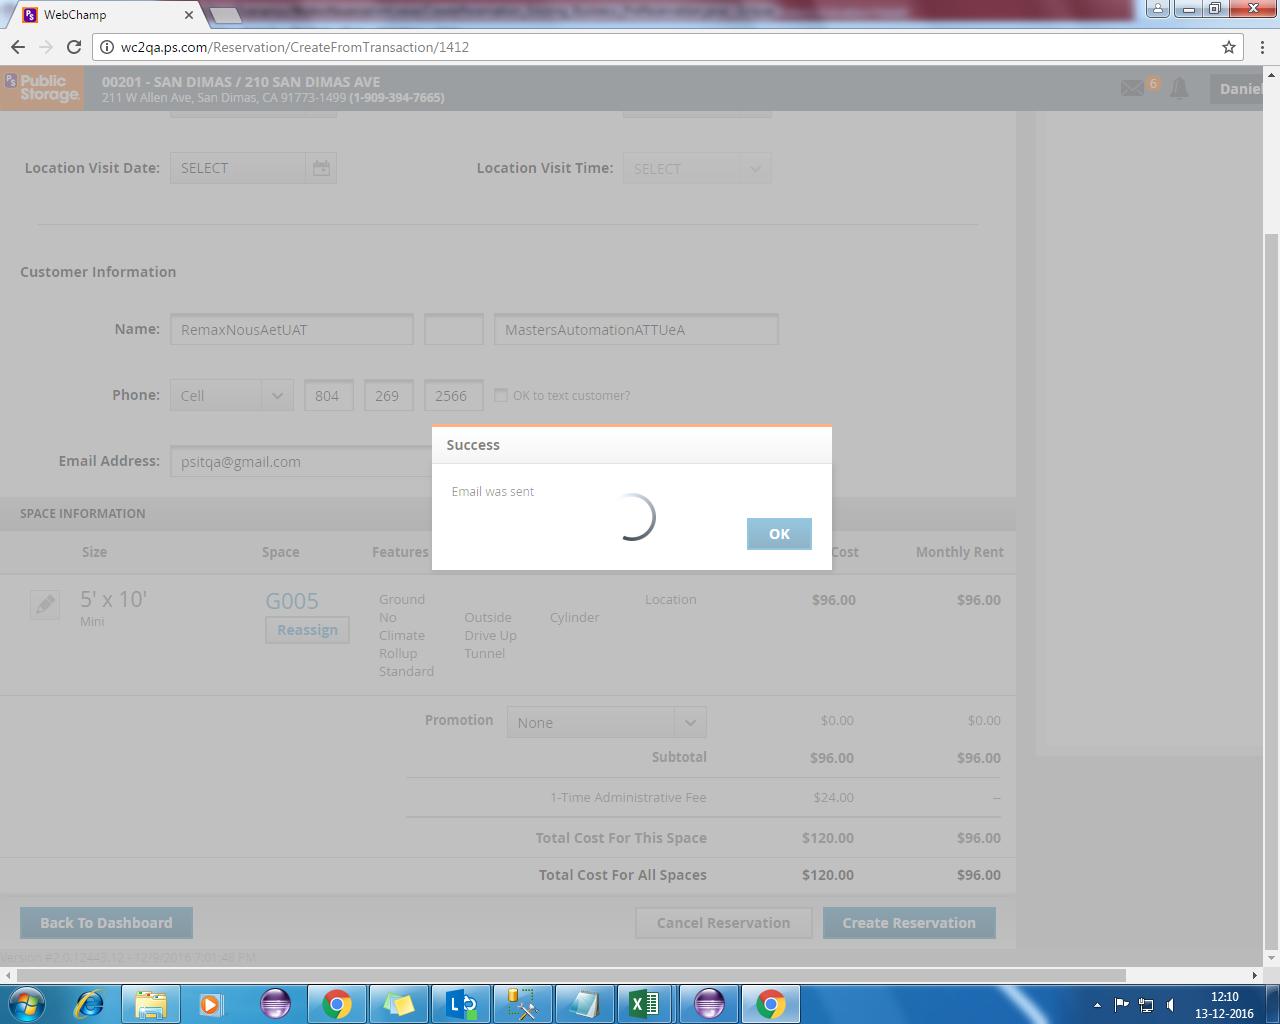 WebChamp
wc2qa.ps.com/Reservation/CreateFromTransaction/1412
PS Public Storage.
00201 - SAN DIMAS / 210 SAN DIMAS AVE
211 W Allen Ave, San Dimas, CA 91773-1499 (1-909-394-7665)
6
Daniel
Location Visit Date: SELECT Location Visit Time: SELECT
Customer Information
Name: RemaxNousAetUAT MastersAutomationATTUeA
Phone: Cell 804 269 2566 OK to text customer?
Email Address: psitqa@gmail.com
Success
Email was sent
OK
SPACE INFORMATION
Size Space Features Cost Monthly Rent
5' x 10' G005 Ground Location $96.00 $96.00
Mini Reassign No Outside Cylinder
Climate Drive Up
Rollup Tunnel
Standard
Promotion None $0.00 $0.00
Subtotal $96.00 $96.00
1-Time Administrative Fee $24.00 --
Total Cost For This Space $120.00 $96.00
Total Cost For All Spaces $120.00 $96.00
Back To Dashboard Cancel Reservation Create Reservation
Version #2.0.12443.12 - 12/9/2016 7:01:48 PM
12:10
13-12-2016